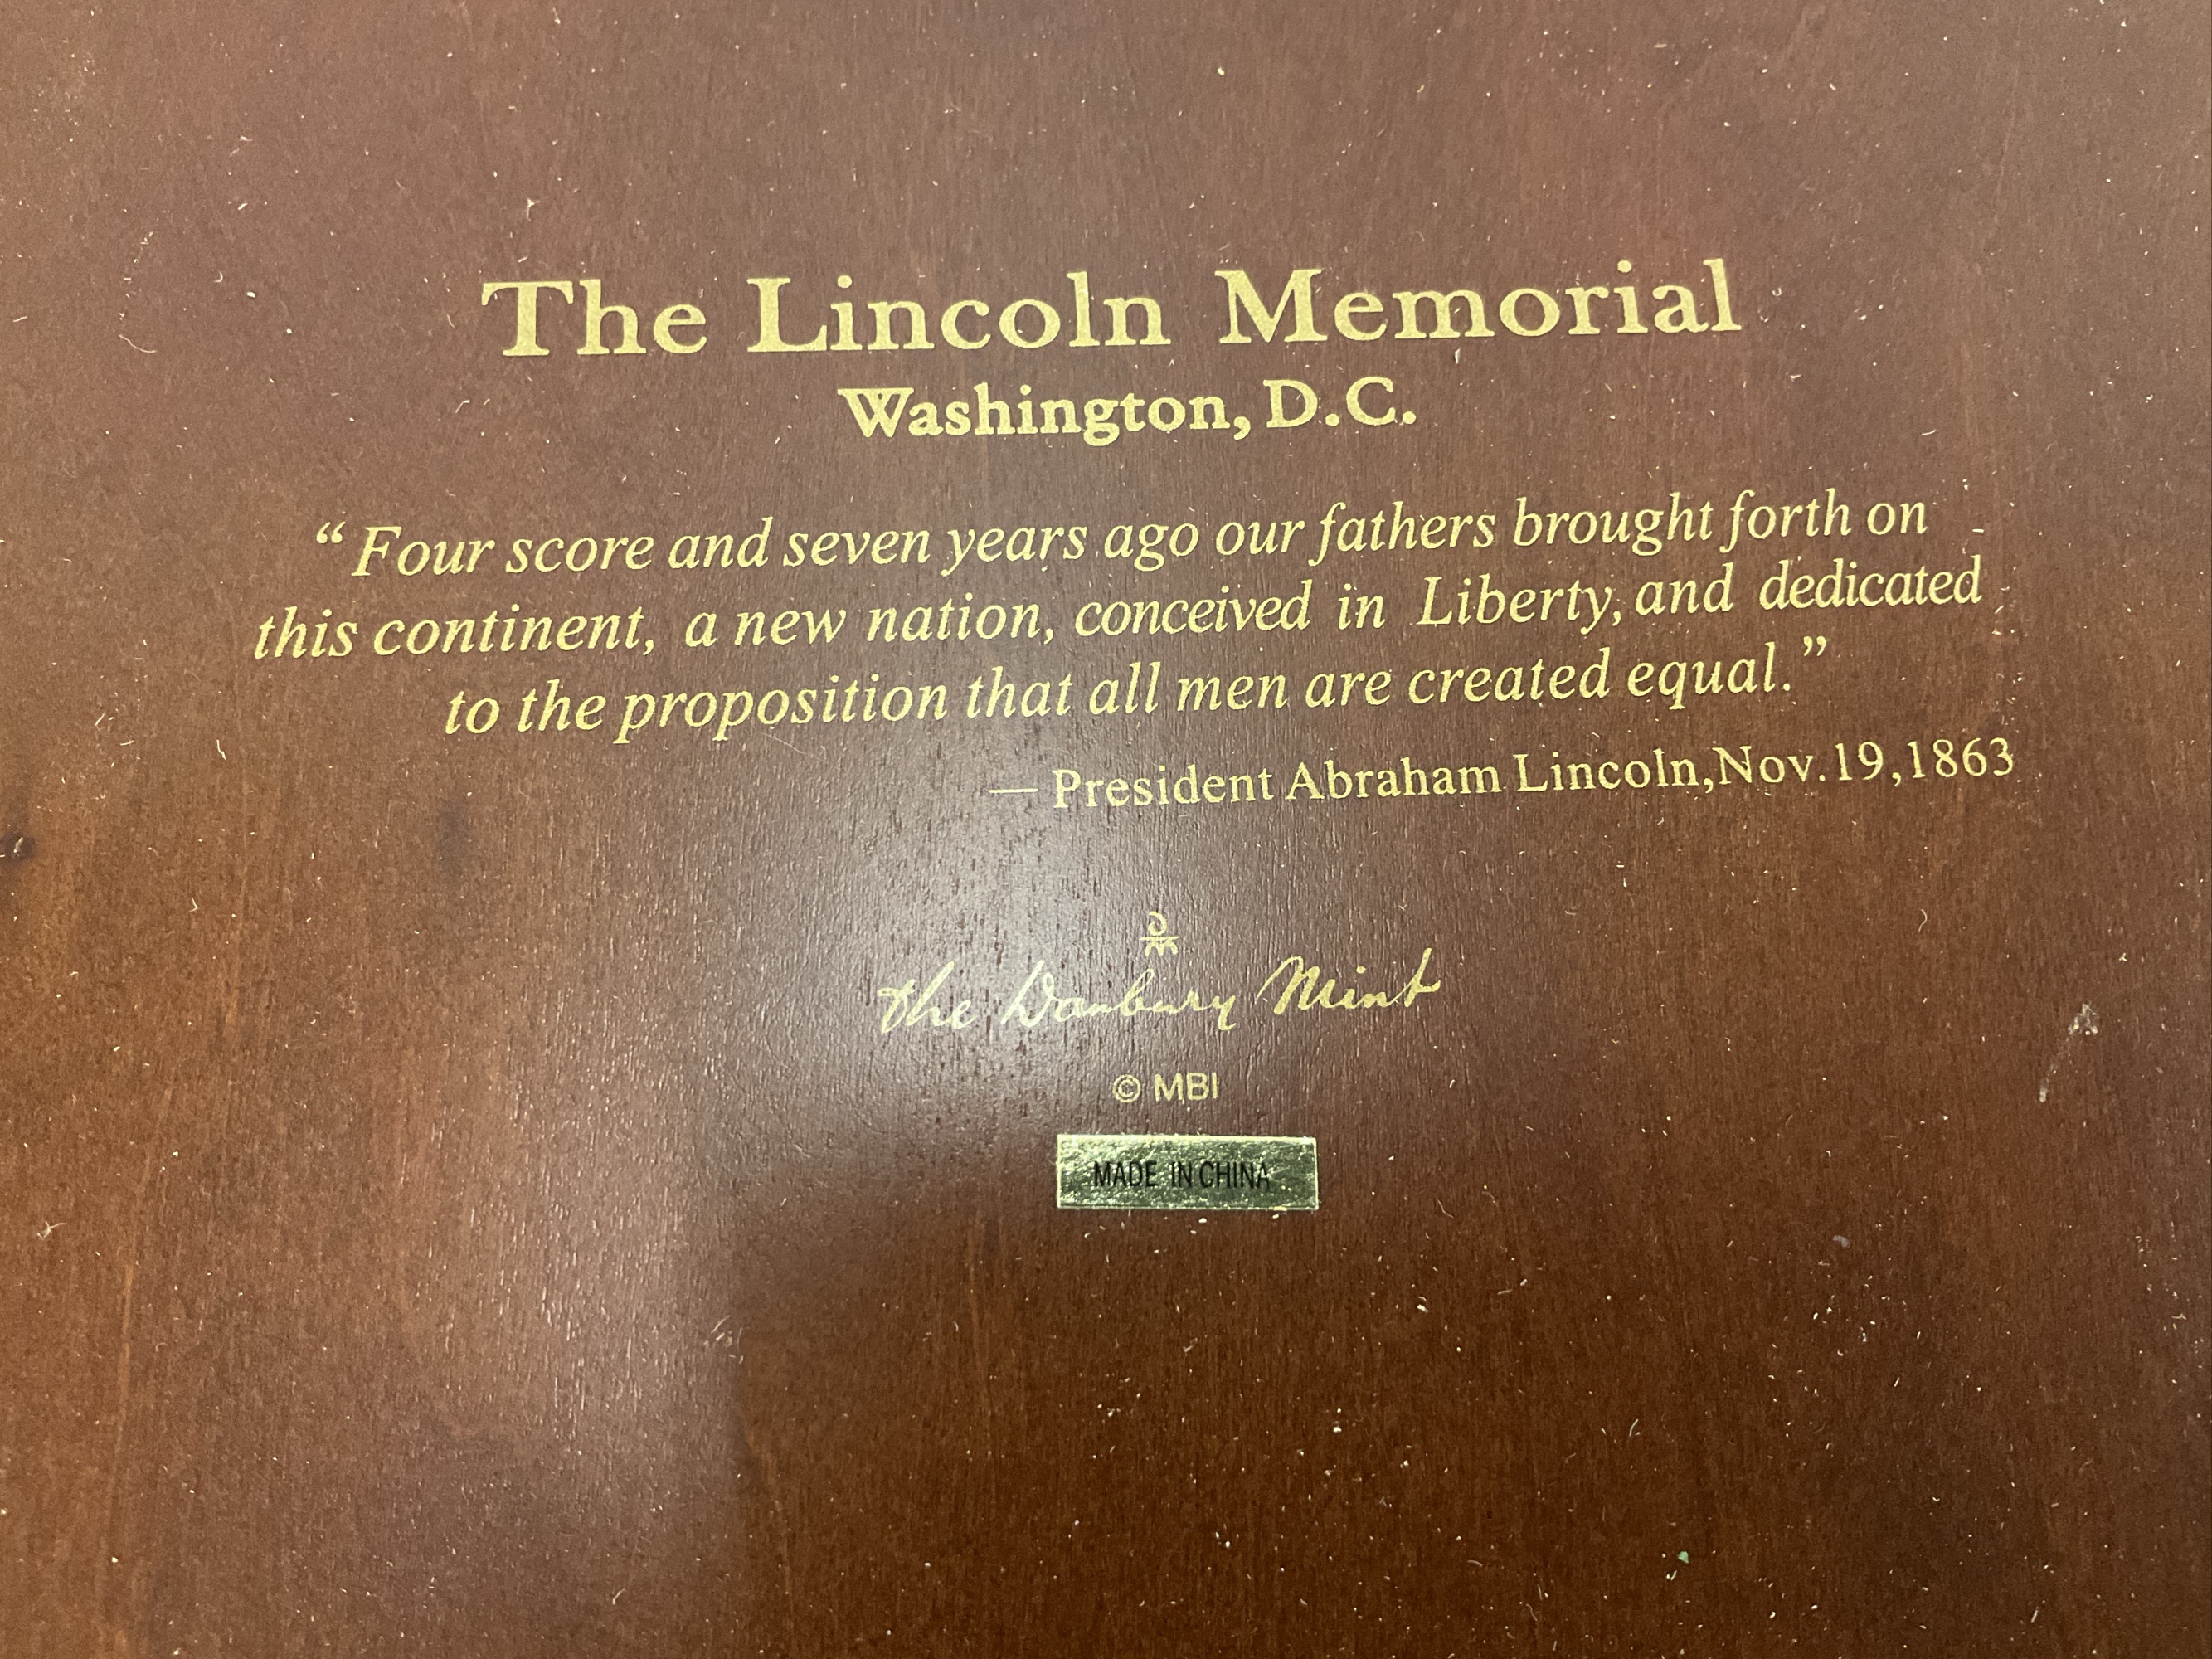 The Lincoln Memorial
Washington, D.C.
“Four score and seven years ago our fathers brought forth on
this continent, a new nation, conceived in Liberty, and dedicated
to the proposition that all men are created equal.”
— President Abraham Lincoln,Nov.19,1863
DM
the Danbury Mint
© MBI
MADE IN CHINA